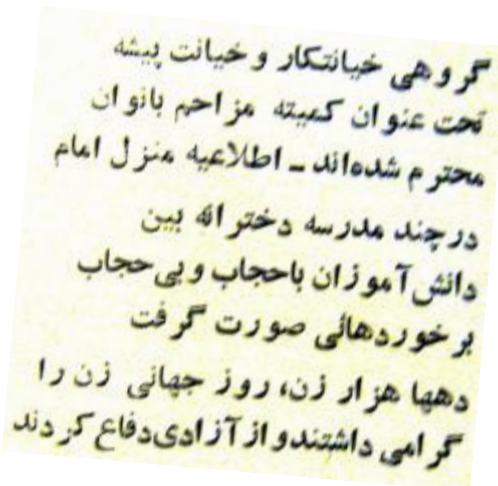 گروهی خیانتکار و خیانت پیشه
تحت عنوان کمیته مزاحم بانوان
محترم شده‌اند ــ اطلاعیه منزل امام
درچند مدرسه دخترانه بین
دانش‌آموزان باحجاب و بی‌حجاب
برخوردهائی صورت گرفت
دهها هزار زن، روز جهانی زن را
گرامی داشتند و از آزادی دفاع کردند